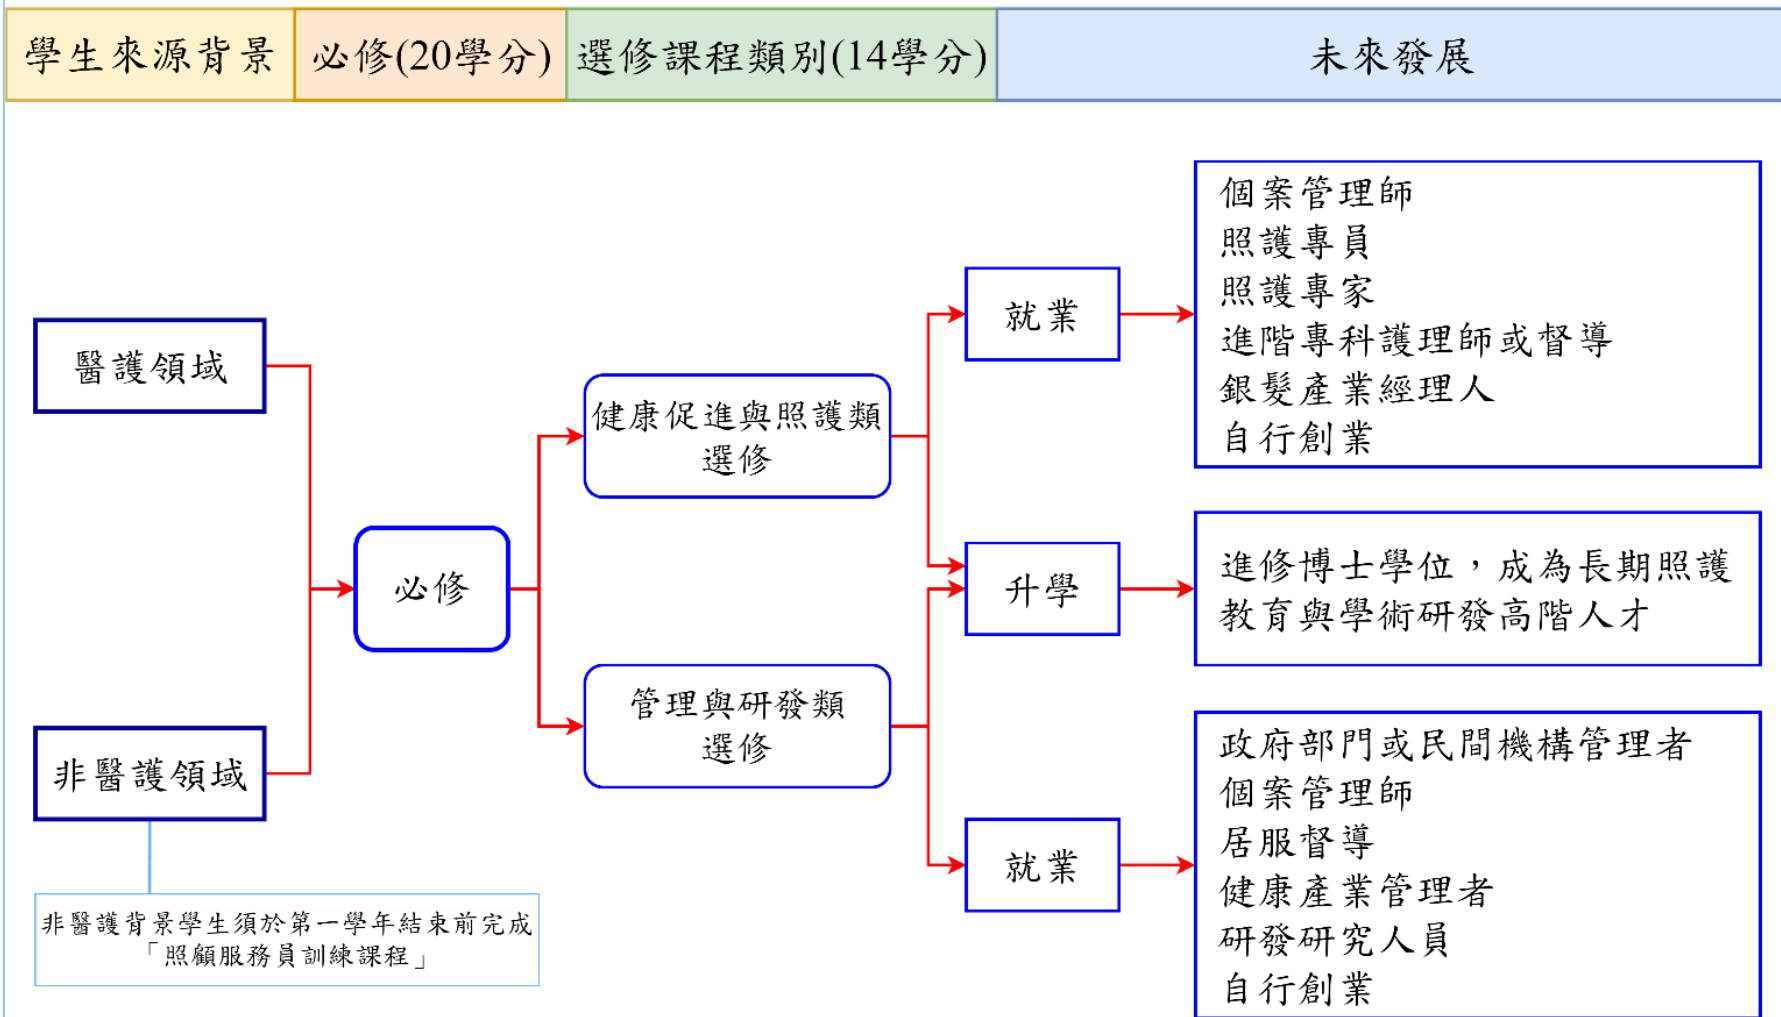 學生來源背景
必修(20學分)
選修課程類別(14學分)
未來發展
醫護領域
非醫護領域
非醫護背景學生須於第一學年結束前完成
「照顧服務員訓練課程」
必修
健康促進與照護類
選修
管理與研發類
選修
就業
個案管理師
照護專員
照護專家
進階專科護理師或督導
銀髮產業經理人
自行創業
升學
進修博士學位,成為長期照護
教育與學術研發高階人才
就業
政府部門或民間機構管理者
個案管理師
居服督導
健康產業管理者
研發研究人員
自行創業